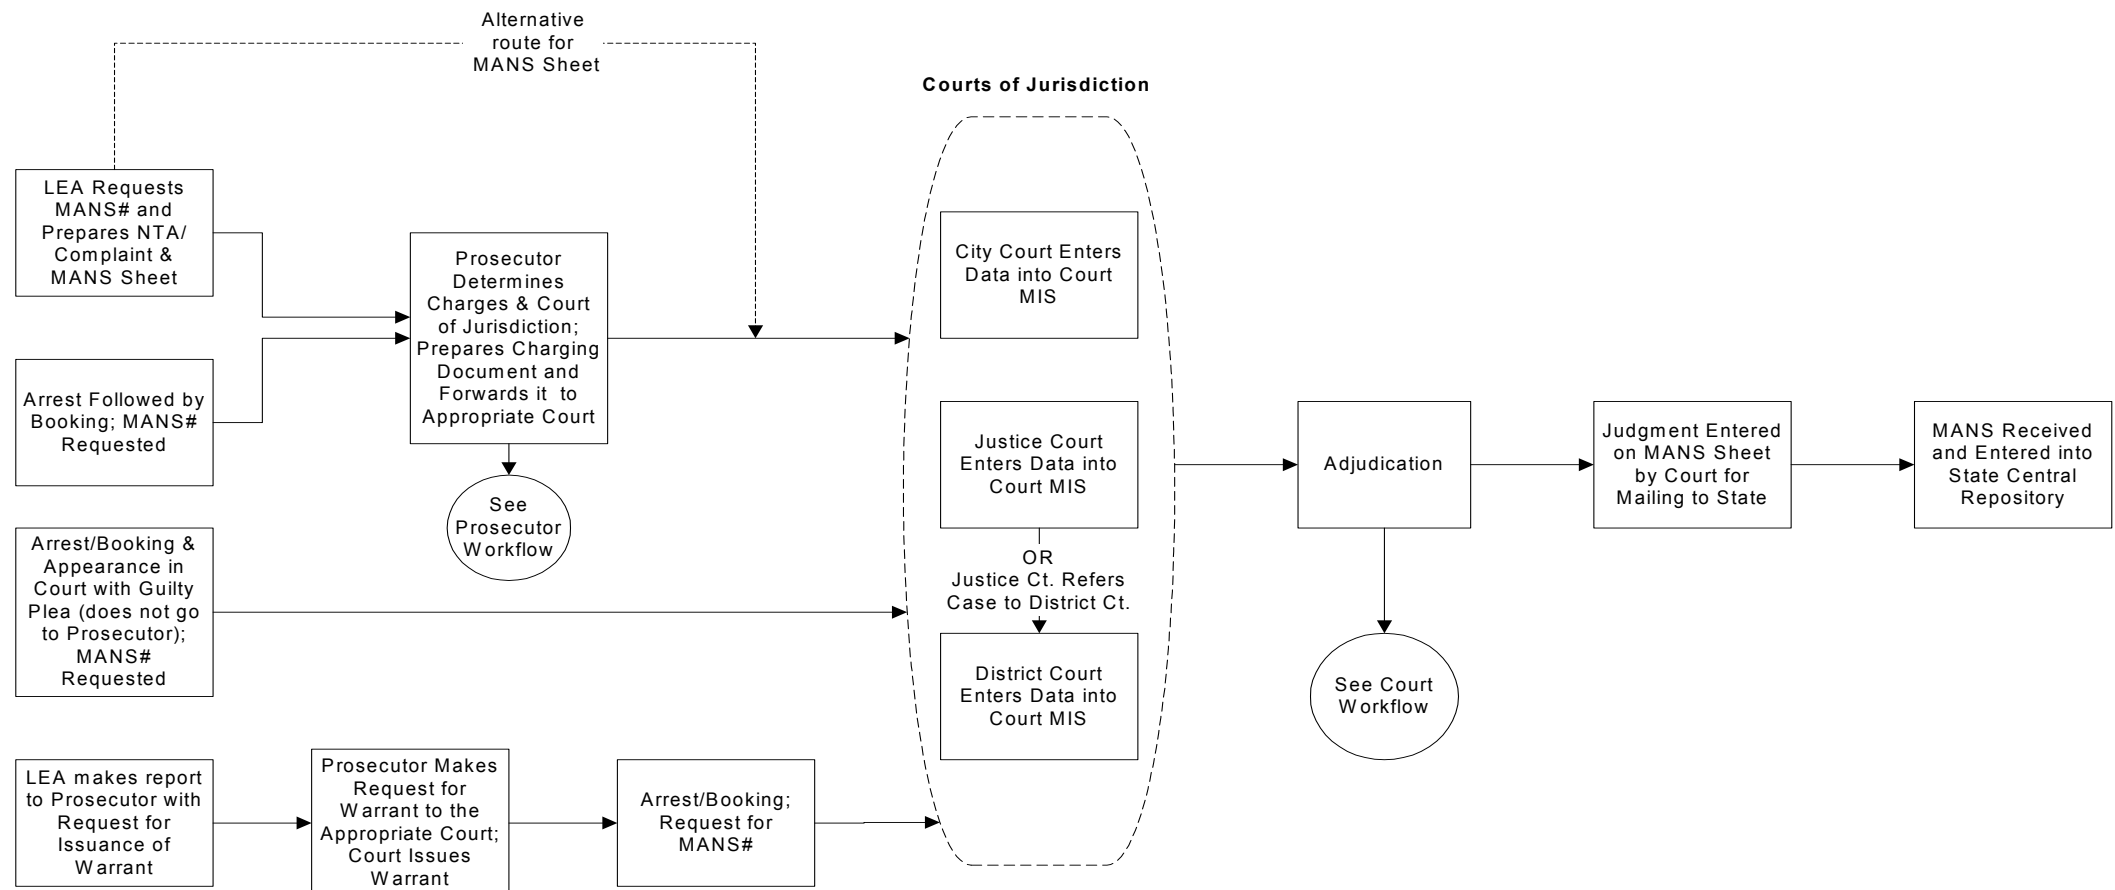 Alternative
route for
MANS Sheet
Courts of Jurisdiction
LEA Requests
MANS# and
Prepares NTA/
Complaint &
MANS Sheet
Prosecutor
Determines
Charges & Court
of Jurisdiction;
Prepares Charging
Document and
Forwards it to
Appropriate Court
City Court Enters
Data into Court
MIS
Arrest Followed by
Booking; MANS#
Requested
See
Prosecutor
Workflow
Justice Court
Enters Data into
Court MIS
OR
Justice Ct. Refers
Case to District Ct.
Adjudication
Judgment Entered
on MANS Sheet
by Court for
Mailing to State
MANS Received
and Entered into
State Central
Repository
Arrest/Booking &
Appearance in
Court with Guilty
Plea (does not go
to Prosecutor);
MANS#
Requested
District Court
Enters Data into
Court MIS
See Court
Workflow
LEA makes report
to Prosecutor with
Request for
Issuance of
Warrant
Prosecutor Makes
Request for
Warrant to the
Appropriate Court;
Court Issues
Warrant
Arrest/Booking;
Request for
MANS#